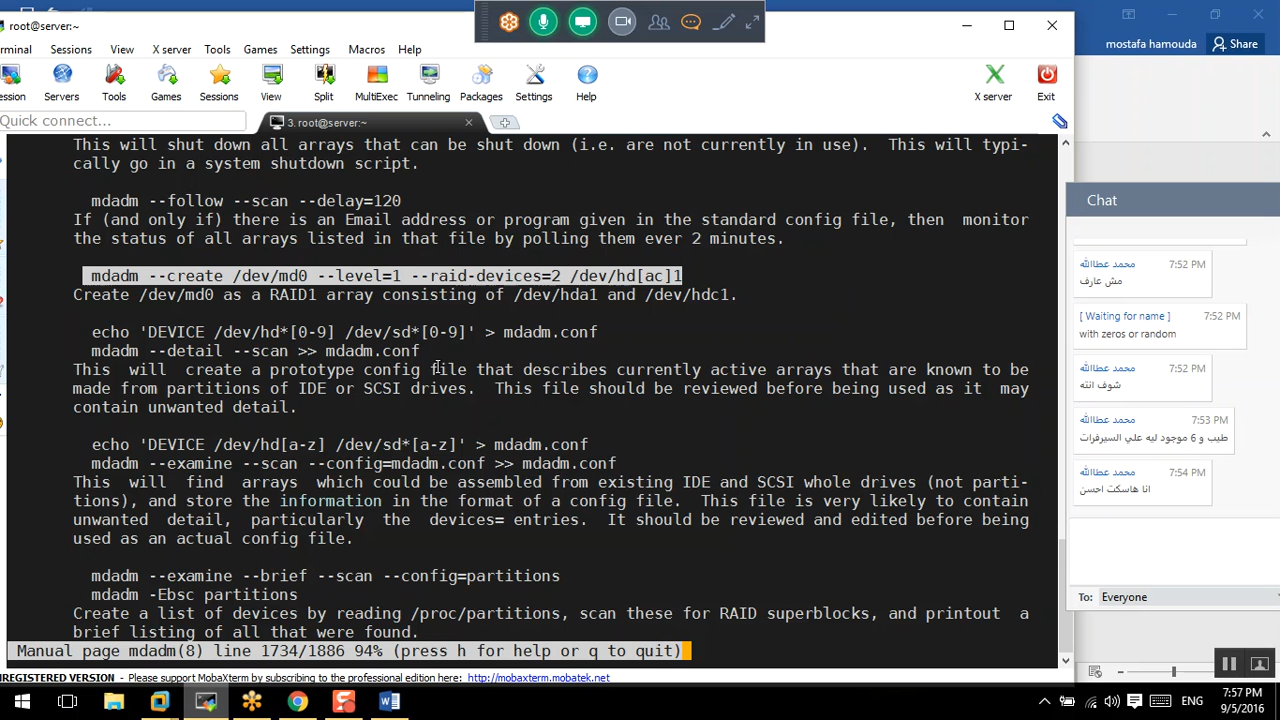 root@server:~
mostafa hamouda
Share
rminal Sessions View X server Tools Games Settings Macros Help
ession Servers Tools Games Sessions View Split MultiExec Tunneling Packages Settings Help X server Exit
Quick connect...
3. root@server:~
This will shut down all arrays that can be shut down (i.e. are not currently in use). This will typi-
cally go in a system shutdown script.
mdadm --follow --scan --delay=120
If (and only if) there is an Email address or program given in the standard config file, then monitor
the status of all arrays listed in that file by polling them ever 2 minutes.
mdadm --create /dev/md0 --level=1 --raid-devices=2 /dev/hd[ac]1
Create /dev/md0 as a RAID1 array consisting of /dev/hda1 and /dev/hdc1.
echo 'DEVICE /dev/hd*[0-9] /dev/sd*[0-9]' > mdadm.conf
mdadm --detail --scan >> mdadm.conf
This will create a prototype config file that describes currently active arrays that are known to be
made from partitions of IDE or SCSI drives. This file should be reviewed before being used as it may
contain unwanted detail.
echo 'DEVICE /dev/hd[a-z] /dev/sd*[a-z]' > mdadm.conf
mdadm --examine --scan --config=mdadm.conf >> mdadm.conf
This will find arrays which could be assembled from existing IDE and SCSI whole drives (not parti-
tions), and store the information in the format of a config file. This file is very likely to contain
unwanted detail, particularly the devices= entries. It should be reviewed and edited before being
used as an actual config file.
mdadm --examine --brief --scan --config=partitions
mdadm -Ebsc partitions
Create a list of devices by reading /proc/partitions, scan these for RAID superblocks, and printout a
brief listing of all that were found.
Manual page mdadm(8) line 1734/1886 94% (press h for help or q to quit)
NREGISTERED VERSION - Please support MobaXterm by subscribing to the professional edition here: http://mobaxterm.mobatek.net
Chat
محمد عطاالله 7:52 PM
مش عارف
[ Waiting for name ] 7:52 PM
with zeros or random
محمد عطاالله 7:52 PM
شوف انته
محمد عطاالله 7:53 PM
طيب و 6 موجود ليه علي السيرفرات
محمد عطاالله 7:54 PM
انا هاسكت احسن
To: Everyone
ENG
7:57 PM
9/5/2016